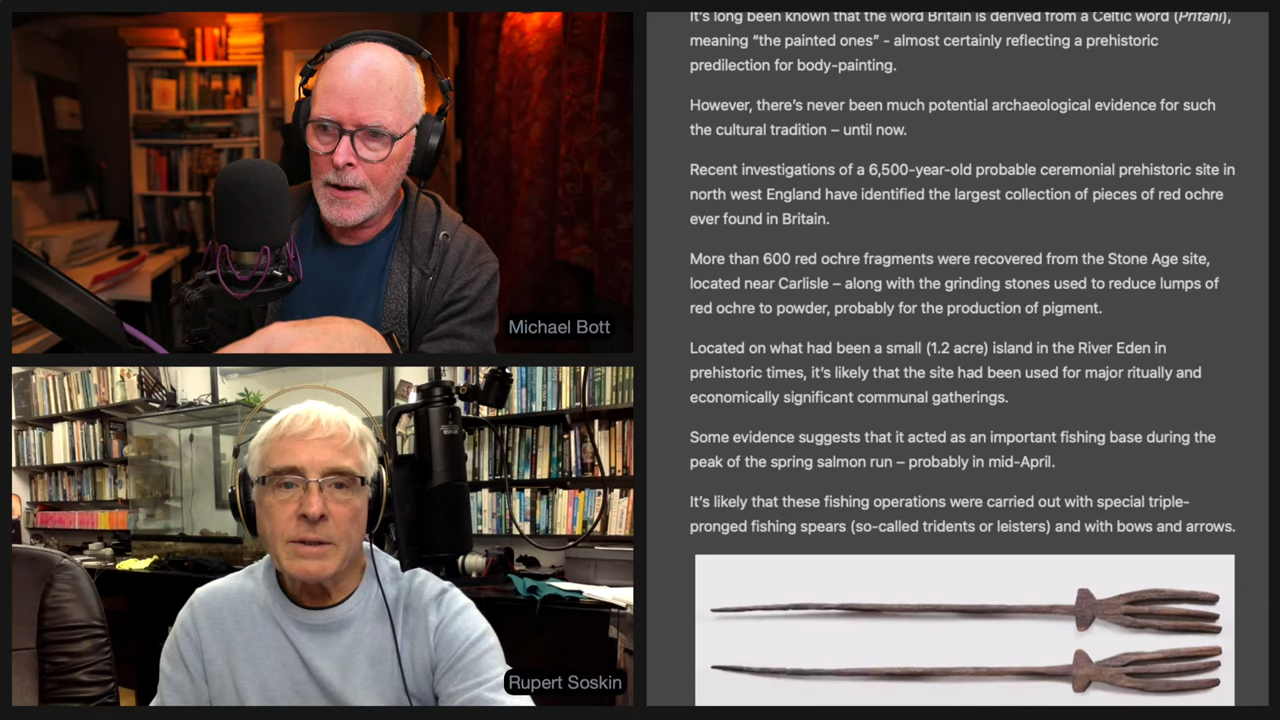 Michael Bott
Rupert Soskin
It's long been known that the word Britain is derived from a Celtic word (Pritani),
meaning "the painted ones" - almost certainly reflecting a prehistoric
predilection for body-painting.
However, there's never been much potential archaeological evidence for such
the cultural tradition – until now.
Recent investigations of a 6,500-year-old probable ceremonial prehistoric site in
north west England have identified the largest collection of pieces of red ochre
ever found in Britain.
More than 600 red ochre fragments were recovered from the Stone Age site,
located near Carlisle – along with the grinding stones used to reduce lumps of
red ochre to powder, probably for the production of pigment.
Located on what had been a small (1.2 acre) island in the River Eden in
prehistoric times, it's likely that the site had been used for major ritually and
economically significant communal gatherings.
Some evidence suggests that it acted as an important fishing base during the
peak of the spring salmon run – probably in mid-April.
It's likely that these fishing operations were carried out with special triple-
pronged fishing spears (so-called tridents or leisters) and with bows and arrows.